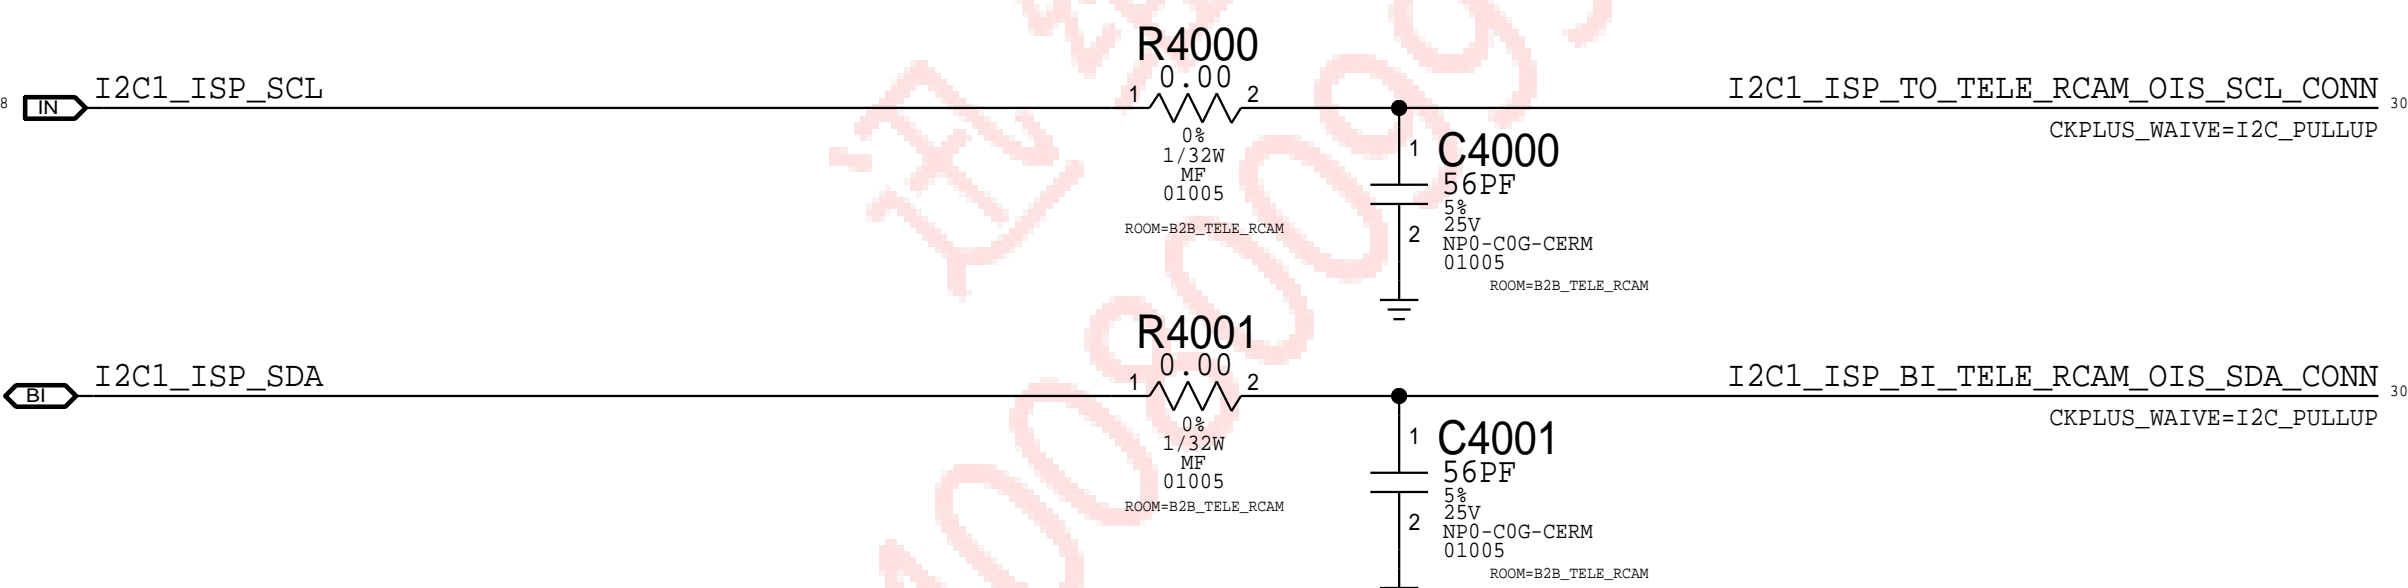 R4000
0.00
8 IN I2C1_ISP_SCL 1 2 I2C1_ISP_TO_TELE_RCAM_OIS_SCL_CONN 30
0%
1/32W
MF
01005
ROOM=B2B_TELE_RCAM
CKPLUS_WAIVE=I2C_PULLUP
1 C4000
56PF
5%
25V
2 NP0-C0G-CERM
01005
ROOM=B2B_TELE_RCAM
R4001
0.00
BI I2C1_ISP_SDA 1 2 I2C1_ISP_BI_TELE_RCAM_OIS_SDA_CONN 30
0%
1/32W
MF
01005
ROOM=B2B_TELE_RCAM
CKPLUS_WAIVE=I2C_PULLUP
1 C4001
56PF
5%
25V
2 NP0-C0G-CERM
01005
ROOM=B2B_TELE_RCAM
迅